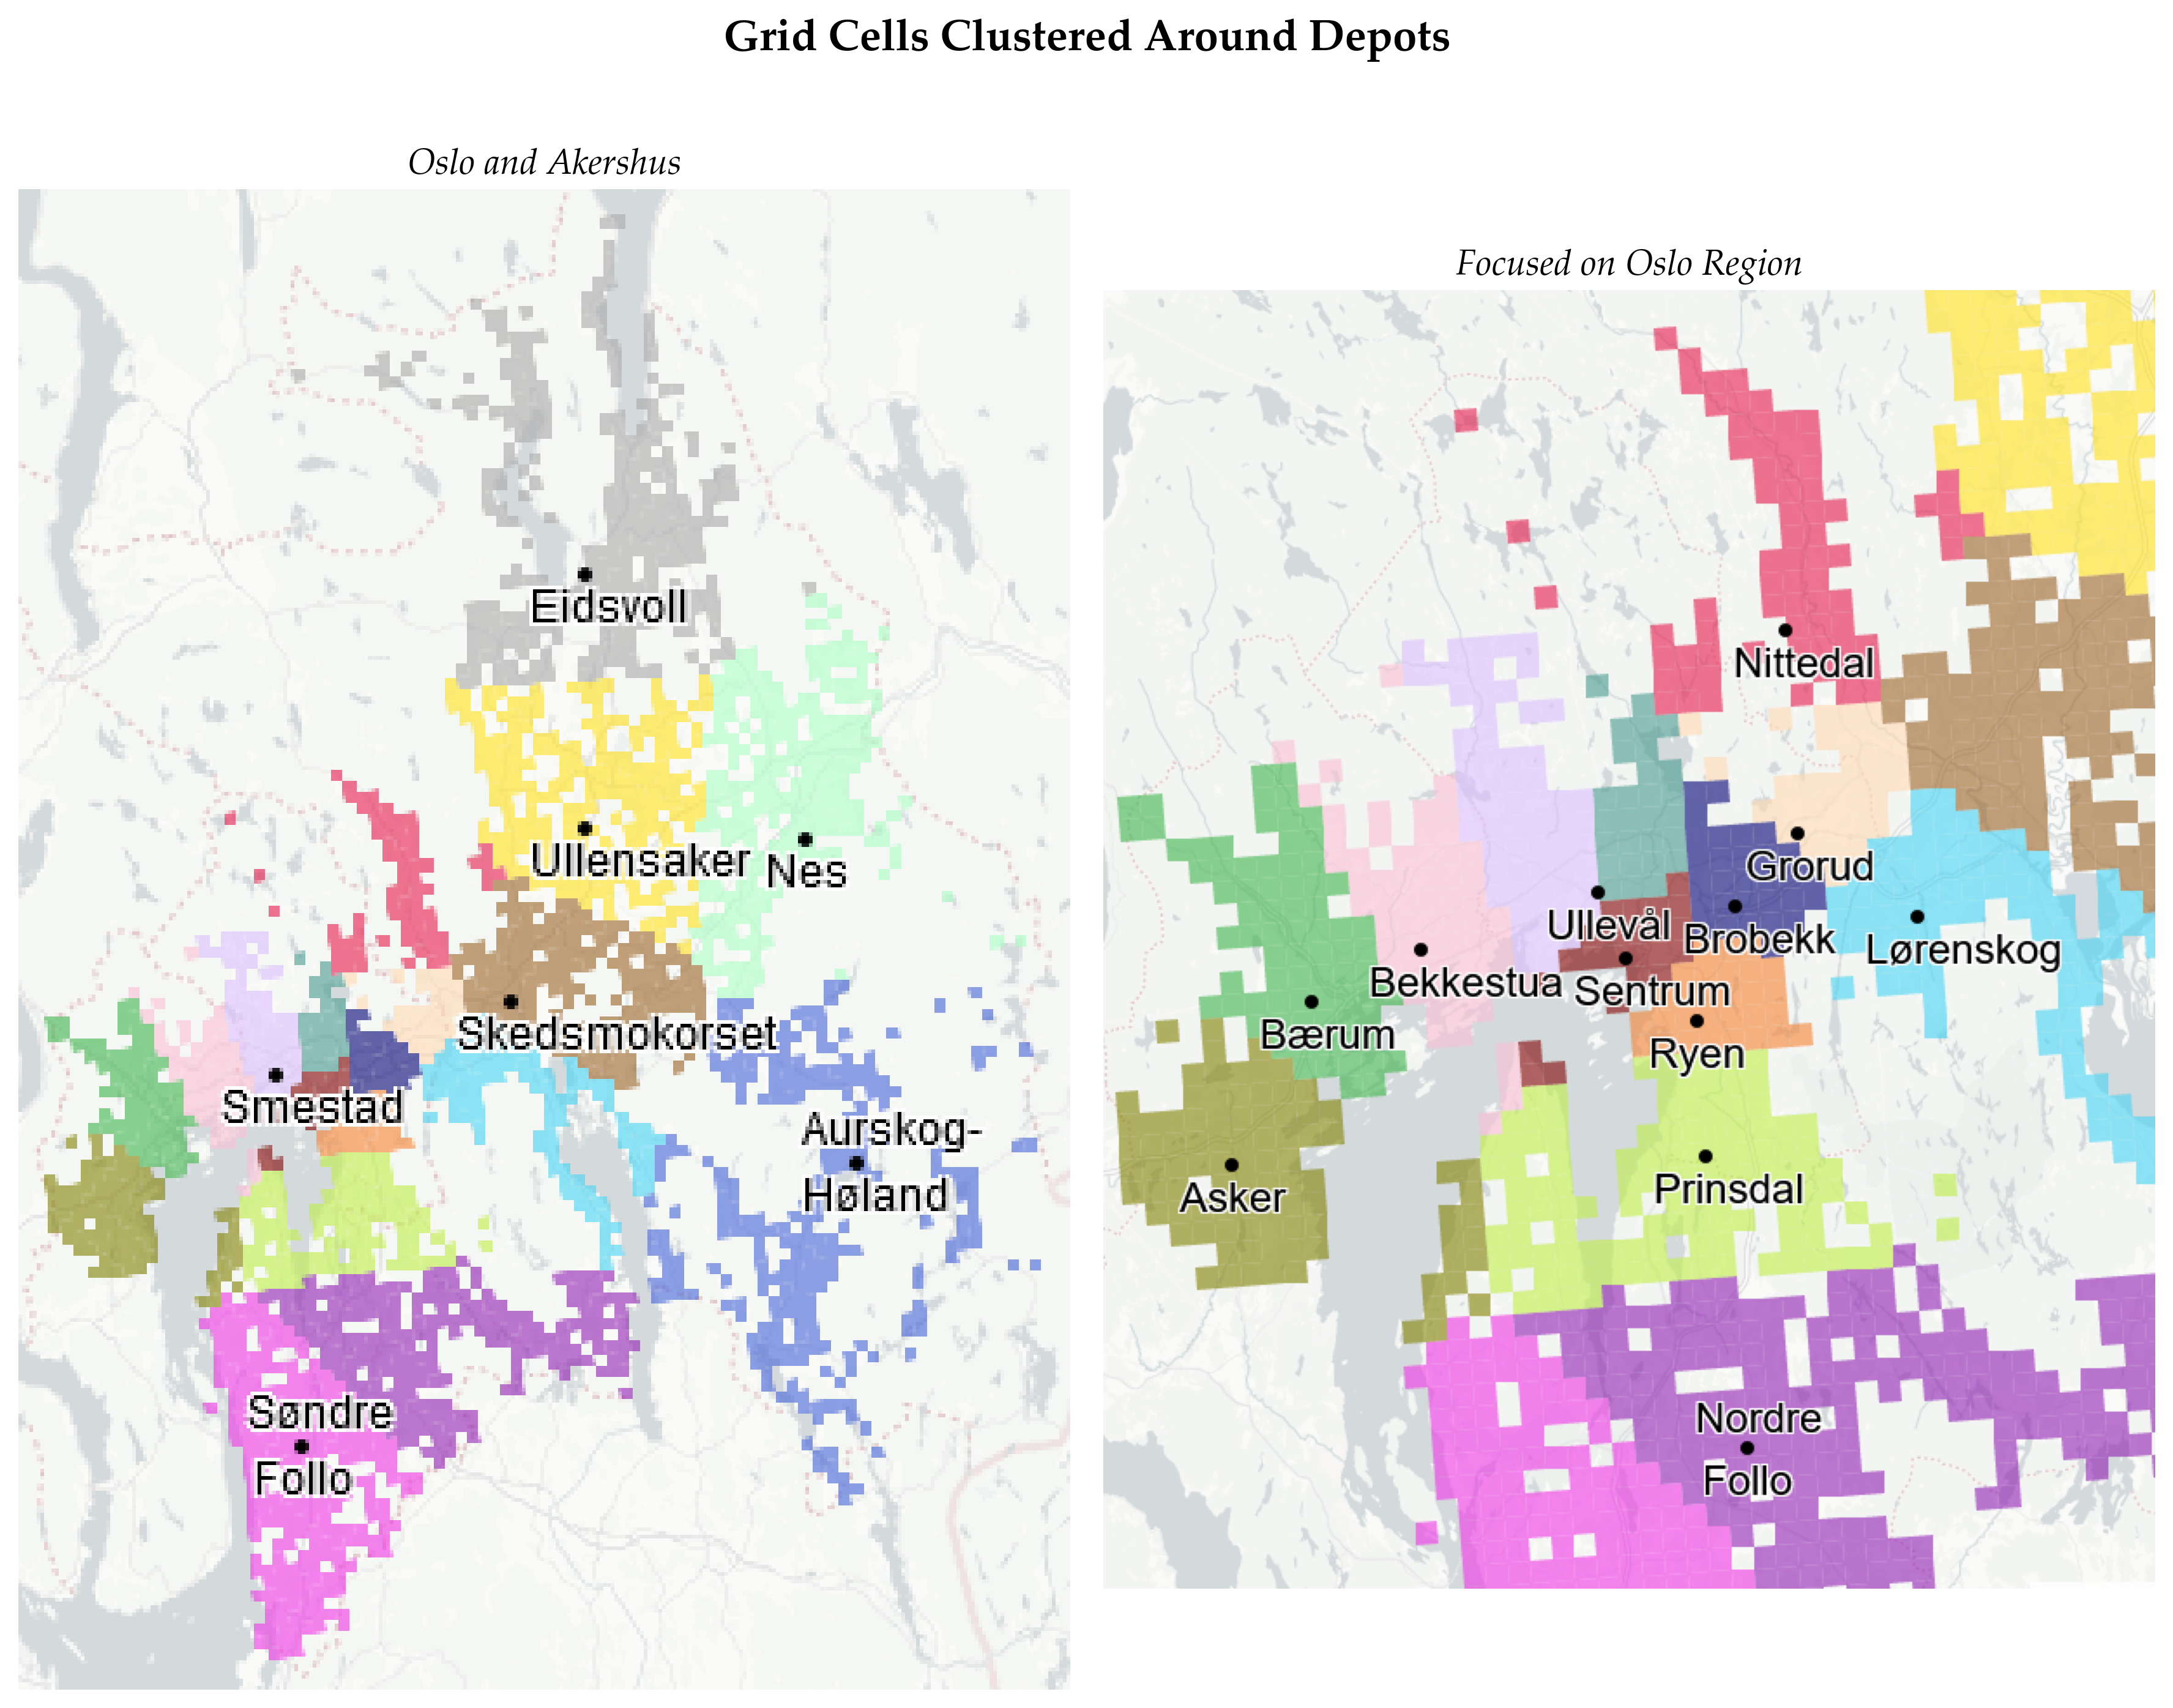 Grid Cells Clustered Around Depots
Oslo and Akershus
Eidsvoll
Ullensaker
Nes
Skedsmokorset
Smestad
Aurskog-
Høland
Søndre
Follo
Focused on Oslo Region
Nittedal
Grorud
Ullevål
Brobekk
Lørenskog
Bekkestua
Sentrum
Bærum
Ryen
Asker
Prinsdal
Nordre
Follo